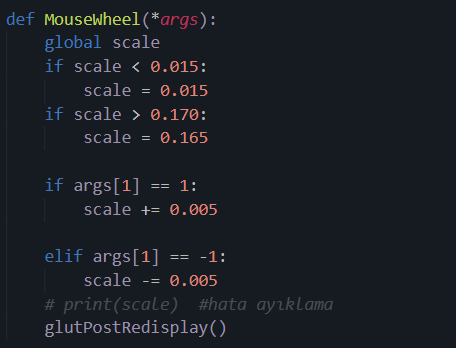 def MouseWheel(*args):
    global scale
    if scale < 0.015:
        scale = 0.015
    if scale > 0.170:
        scale = 0.165

    if args[1] == 1:
        scale += 0.005

    elif args[1] == -1:
        scale -= 0.005
    # print(scale)  #hata ayıklama
    glutPostRedisplay()